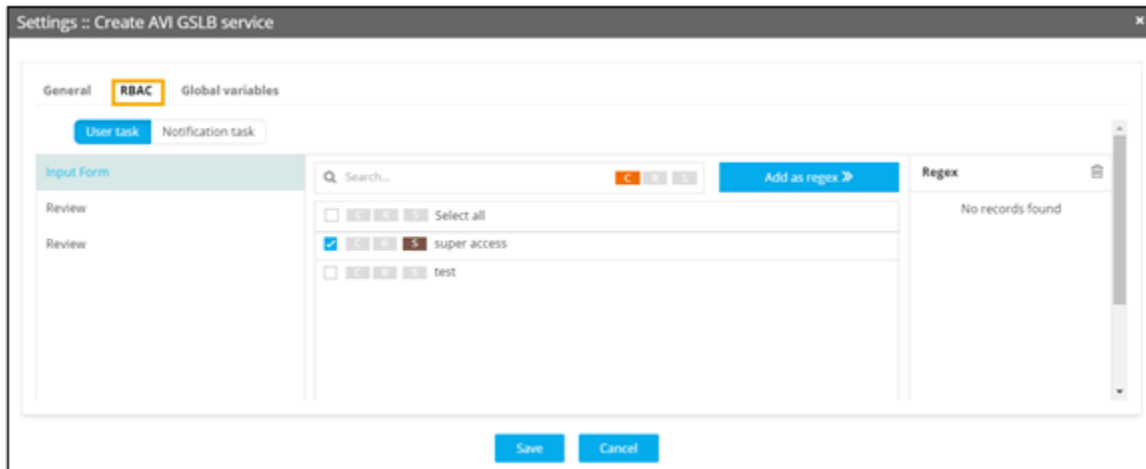 Settings :: Create AVI GSLB service
General RBAC Global variables
User task Notification task
Input Form
Review
Review
Search... C R S Add as regex
C R S Select all
C R S super access
C R S test
Regex
No records found
Save Cancel